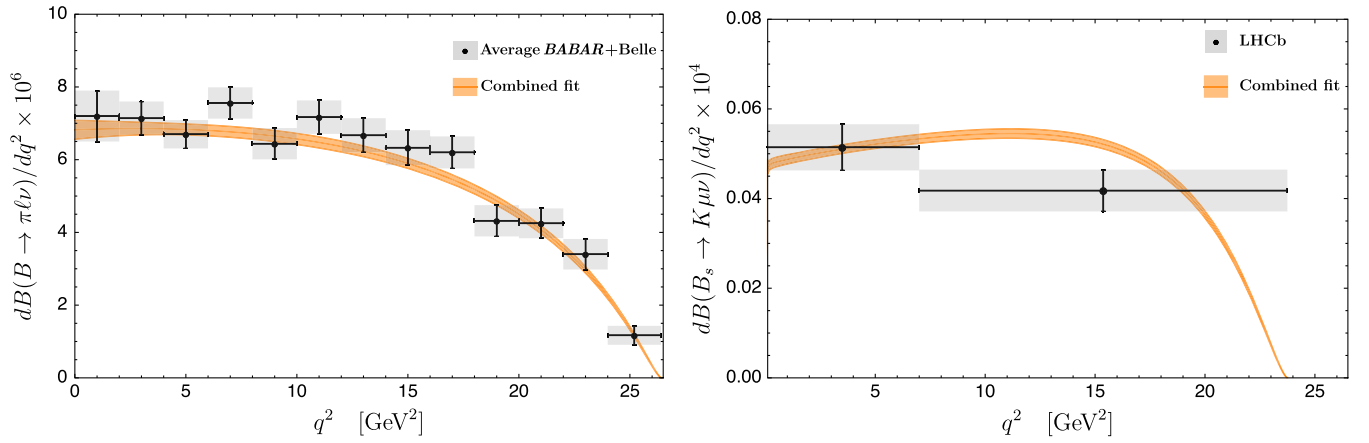 10
8
6
4
2
0
dB(B → πℓν)/dq² × 10⁶
Average BABAR+Belle
Combined fit
0 5 10 15 20 25
q² [GeV²]
0.08
0.06
0.04
0.02
0.00
dB(Bₛ → Kμν)/dq² × 10⁴
LHCb
Combined fit
5 10 15 20 25
q² [GeV²]